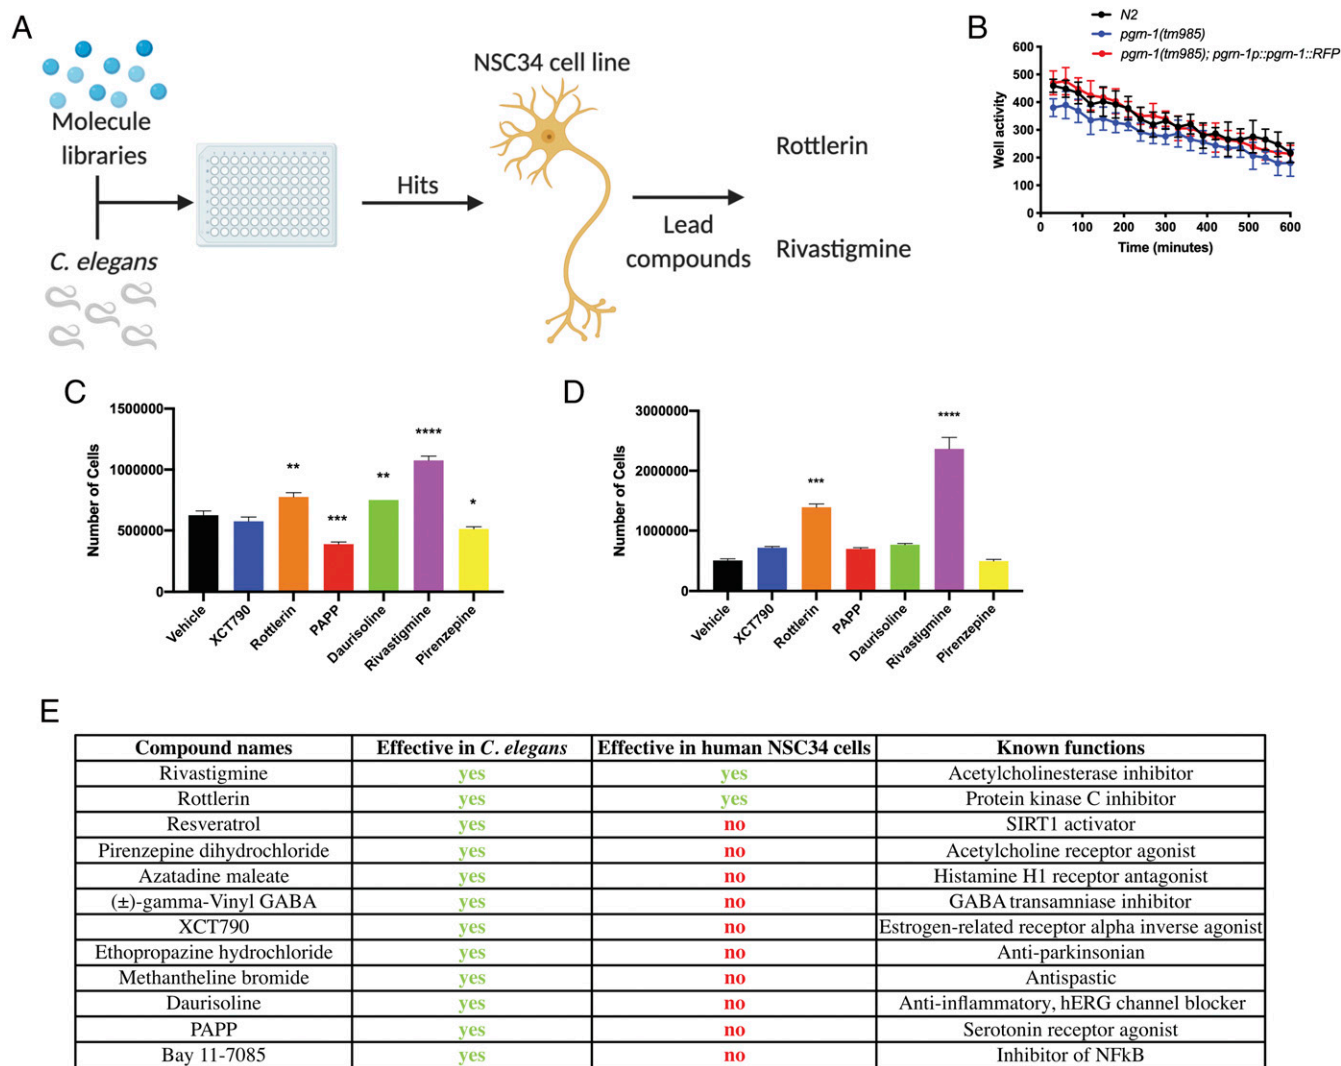 A
Molecule
libraries
C. elegans
Hits
NSC34 cell line
Lead
compounds
Rottlerin
Rivastigmine
B
N2
pgrn-1(tm985)
pgrn-1(tm985); pgrn-1p::pgrn-1::RFP
Well activity
600
500
400
300
200
100
0
0 100 200 300 400 500 600
Time (minutes)
C
Number of Cells
1500000
1000000
500000
0
**
***
**
****
*
Vehicle
XCT790
Rottlerin
PAPP
Daurisoline
Rivastigmine
Pirenzepine
D
Number of Cells
3000000
2000000
1000000
0
***
****
Vehicle
XCT790
Rottlerin
PAPP
Daurisoline
Rivastigmine
Pirenzepine
E
Compound names Effective in C. elegans Effective in human NSC34 cells Known functions
Rivastigmine yes yes Acetylcholinesterase inhibitor
Rottlerin yes yes Protein kinase C inhibitor
Resveratrol yes no SIRT1 activator
Pirenzepine dihydrochloride yes no Acetylcholine receptor agonist
Azatadine maleate yes no Histamine H1 receptor antagonist
(±)-gamma-Vinyl GABA yes no GABA transamniase inhibitor
XCT790 yes no Estrogen-related receptor alpha inverse agonist
Ethopropazine hydrochloride yes no Anti-parkinsonian
Methantheline bromide yes no Antispastic
Daurisoline yes no Anti-inflammatory, hERG channel blocker
PAPP yes no Serotonin receptor agonist
Bay 11-7085 yes no Inhibitor of NFkB